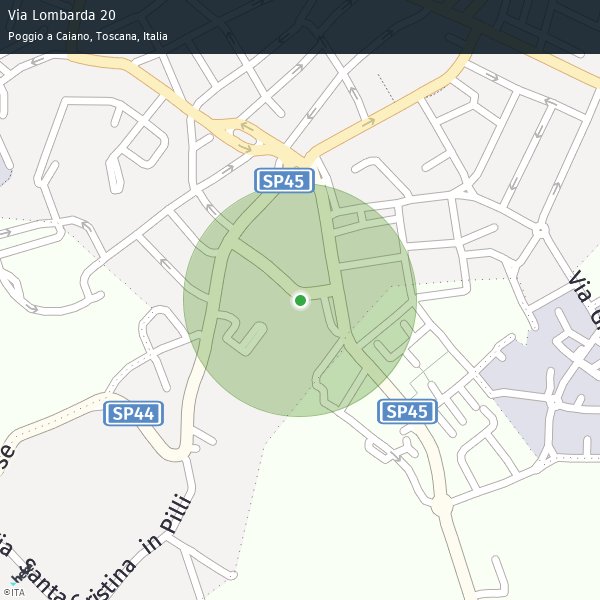 Via Lombarda 20
Poggio a Caiano, Toscana, Italia
SP45
Via G.
SP45
SP44
se
ia Santa Cristina in Pilli
©ITA